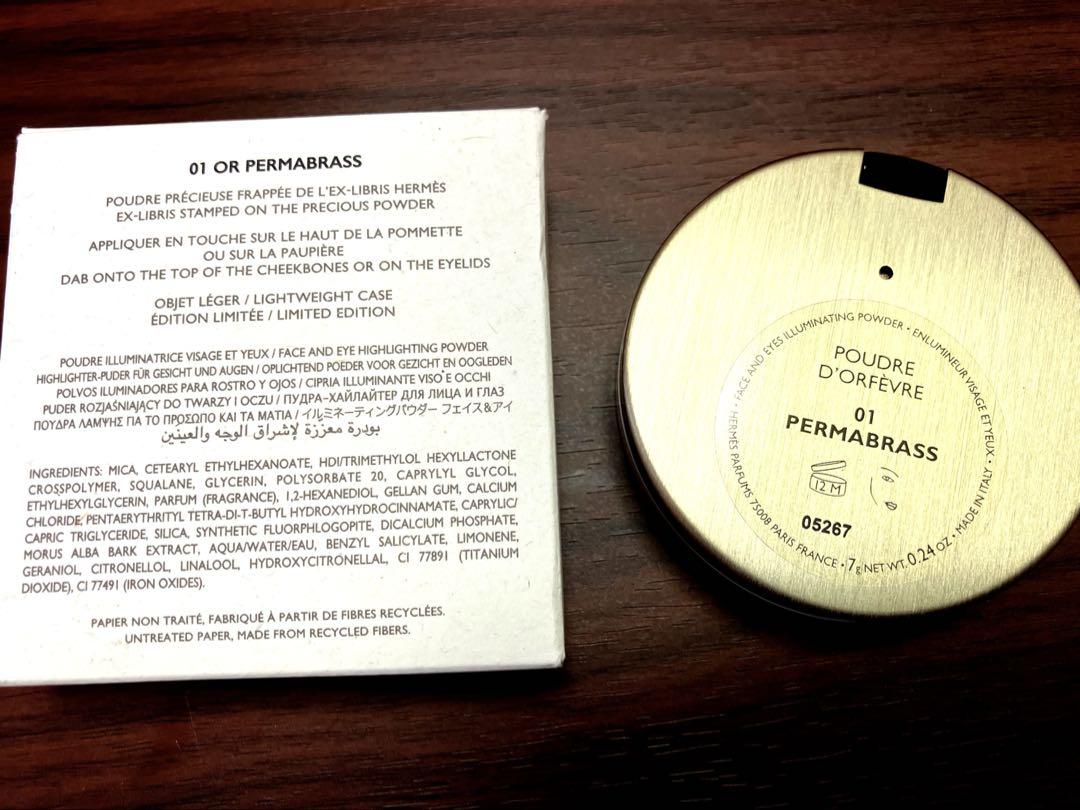 01 OR PERMABRASS
POUDRE PRÉCIEUSE FRAPPÉE DE L'EX-LIBRIS HERMÈS
EX-LIBRIS STAMPED ON THE PRECIOUS POWDER
APPLIQUER EN TOUCHE SUR LE HAUT DE LA POMMETTE
OU SUR LA PAUPIÈRE
DAB ONTO THE TOP OF THE CHEEKBONES OR ON THE EYELIDS
OBJET LÉGER / LIGHTWEIGHT CASE
ÉDITION LIMITÉE / LIMITED EDITION
POUDRE ILLUMINATRICE VISAGE ET YEUX / FACE AND EYE HIGHLIGHTING POWDER
HIGHLIGHTER-PUDER FÜR GESICHT UND AUGEN / OPLICHTEND POEDER VOOR GEZICHT EN OOGLEDEN
POLVOS ILUMINADORES PARA ROSTRO Y OJOS / CIPRIA ILLUMINANTE VISO E OCCHI
PUDER ROZJAŚNIAJĄCY DO TWARZY I OCZU / ПУДРА-ХАЙЛАЙТЕР ДЛЯ ЛИЦА И ГЛАЗ
ΠΟΥΔΡΑ ΛΑΜΨΗΣ ΓΙΑ ΤΟ ΠΡΟΣΩΠΟ ΚΑΙ ΤΑ ΜΑΤΙΑ / イルミネーティングパウダー フェイス&アイ
بودرة معززة لإشراق الوجه والعينين
INGREDIENTS: MICA, CETEARYL ETHYLHEXANOATE, HDI/TRIMETHYLOL HEXYLLACTONE
CROSSPOLYMER, SQUALANE, GLYCERIN, POLYSORBATE 20, CAPRYLYL GLYCOL,
ETHYLHEXYLGLYCERIN, PARFUM (FRAGRANCE), 1,2-HEXANEDIOL, GELLAN GUM, CALCIUM
CHLORIDE, PENTAERYTHRITYL TETRA-DI-T-BUTYL HYDROXYHYDROCINNAMATE, CAPRYLIC/
CAPRIC TRIGLYCERIDE, SILICA, SYNTHETIC FLUORPHLOGOPITE, DICALCIUM PHOSPHATE,
MORUS ALBA BARK EXTRACT, AQUA/WATER/EAU, BENZYL SALICYLATE, LIMONENE,
GERANIOL, CITRONELLOL, LINALOOL, HYDROXYCITRONELLAL, CI 77891 (TITANIUM
DIOXIDE), CI 77491 (IRON OXIDES).
PAPIER NON TRAITÉ, FABRIQUÉ À PARTIR DE FIBRES RECYCLÉES.
UNTREATED PAPER, MADE FROM RECYCLED FIBERS.
FACE AND EYES ILLUMINATING POWDER • ENLUMINEUR VISAGE ET YEUX • MADE IN ITALY • 7g NET WT. 0.24 OZ. • HERMÈS PARFUMS 75008 PARIS FRANCE •
POUDRE
D'ORFÈVRE
01
PERMABRASS
12 M
05267